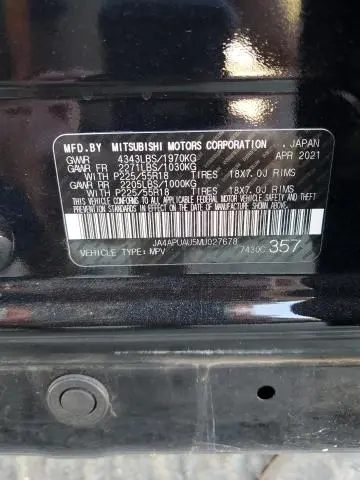 MFD.BY MITSUBISHI MOTORS CORPORATION . JAPAN
GVWR 4343LBS/1970KG APR 2021
GAWR FR 2271LBS/1030KG
WITH P225/55R18 TIRES 18X7.0J RIMS
GAWR RR 2205LBS/1000KG
WITH P225/55R18 TIRES 18X7.0J RIMS
THIS VEHICLE CONFORMS TO ALL APPLICABLE
FEDERAL MOTOR VEHICLE SAFETY AND
THEFT PREVENTION STANDARDS IN EFFECT ON
THE DATE OF MANUFACTURE SHOWN ABOVE.
JA4APUAU5MU027678
VEHICLE TYPE: MPV 7430C 357